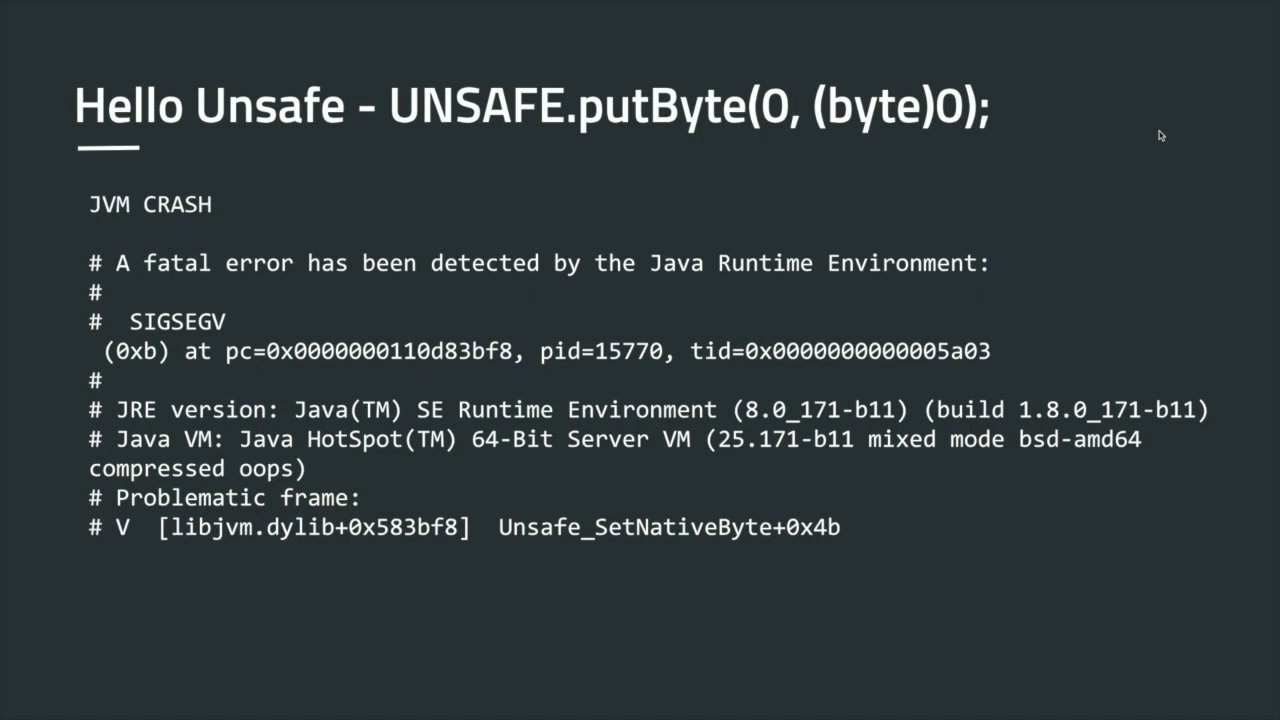 Hello Unsafe - UNSAFE.putByte(0, (byte)0);
JVM CRASH
# A fatal error has been detected by the Java Runtime Environment:
#
#  SIGSEGV
 (0xb) at pc=0x0000000110d83bf8, pid=15770, tid=0x0000000000005a03
#
# JRE version: Java(TM) SE Runtime Environment (8.0_171-b11) (build 1.8.0_171-b11)
# Java VM: Java HotSpot(TM) 64-Bit Server VM (25.171-b11 mixed mode bsd-amd64
compressed oops)
# Problematic frame:
# V  [libjvm.dylib+0x583bf8]  Unsafe_SetNativeByte+0x4b